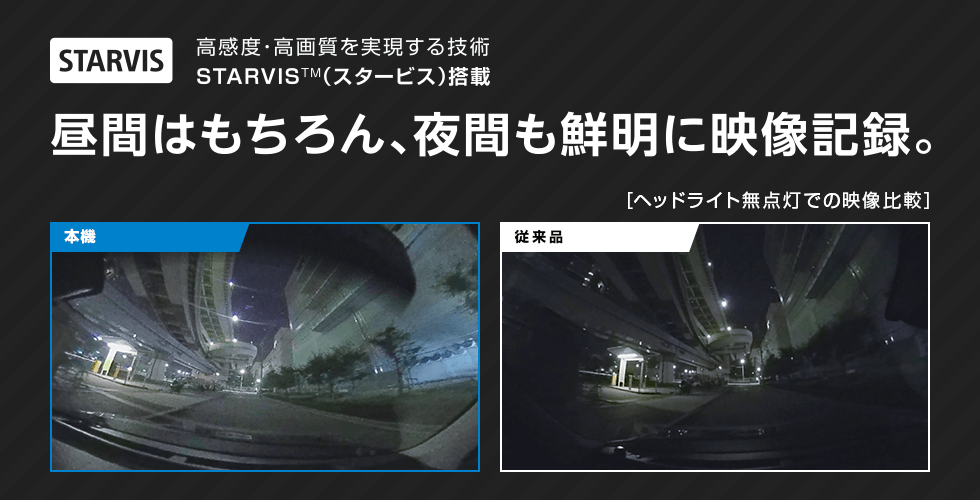 STARVIS
高感度・高画質を実現する技術
STARVIS™（スタービス）搭載
昼間はもちろん、夜間も鮮明に映像記録。
［ヘッドライト無点灯での映像比較］
本機
従来品